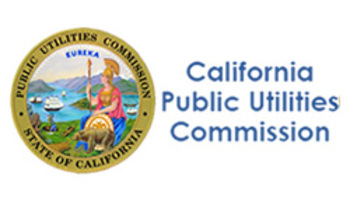 PUBLIC UTILITIES COMMISSION
EUREKA
STATE OF CALIFORNIA
California
Public Utilities
Commission